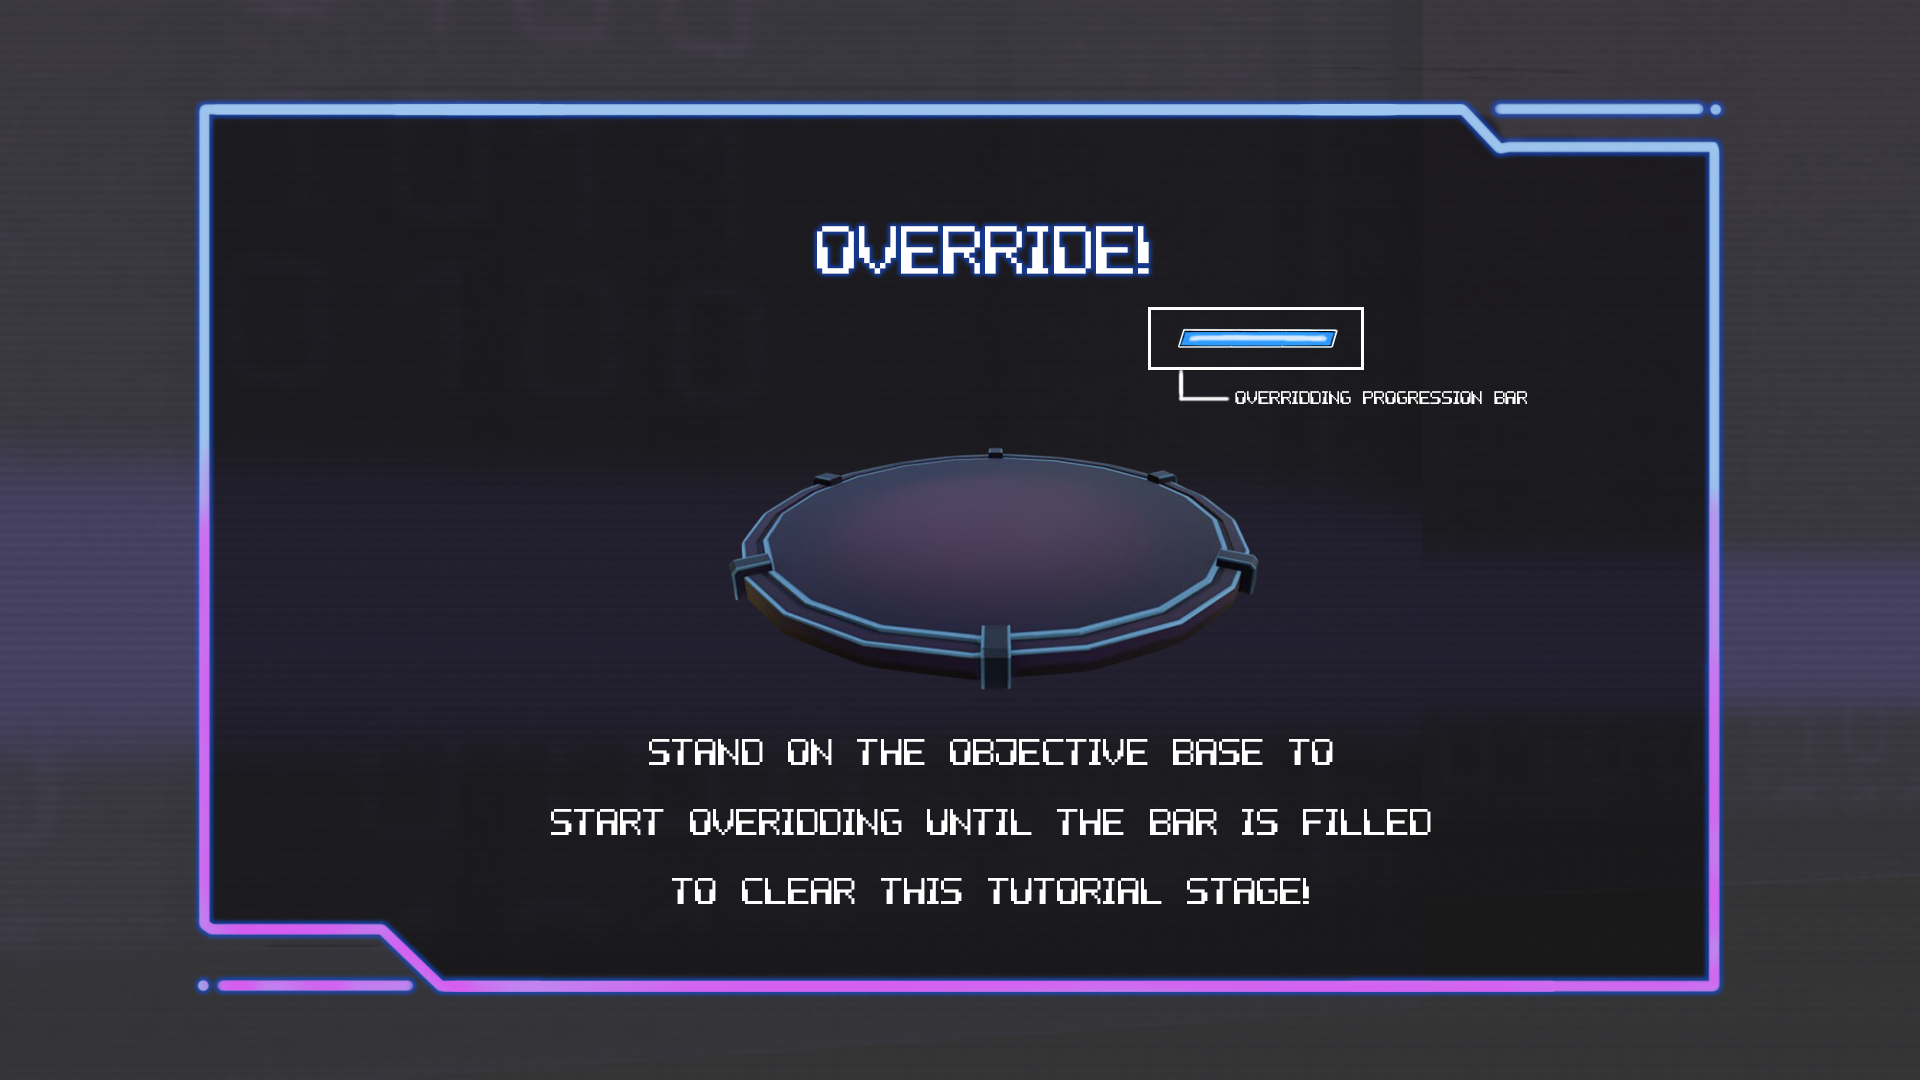 OVERRIDE!
OVERRIDDING PROGRESSION BAR
STAND ON THE OBJECTIVE BASE TO
START OVERIDDING UNTIL THE BAR IS FILLED
TO CLEAR THIS TUTORIAL STAGE!